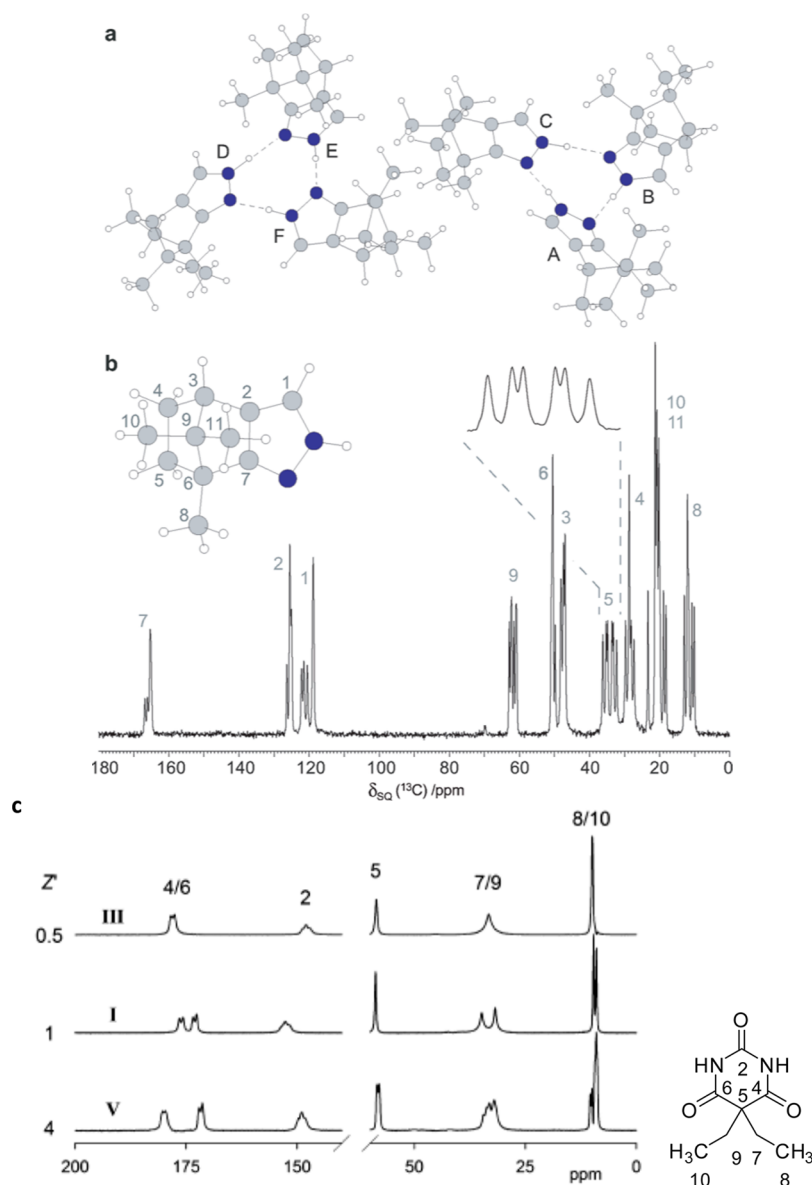 a
D
E
F
C
B
A
b
3
4
2
1
10
9
11
5
6
7
8
7
2
1
9
6
3
5
4
10
11
8
180
160
140
120
100
80
60
40
20
0
δSQ (13C) /ppm
c
Z'
4/6
2
5
7/9
8/10
III
0.5
I
1
V
4
200
175
150
50
25
ppm
0
O
HN
NH
2
6
4
5
O
O
H3C
CH3
9
7
10
8